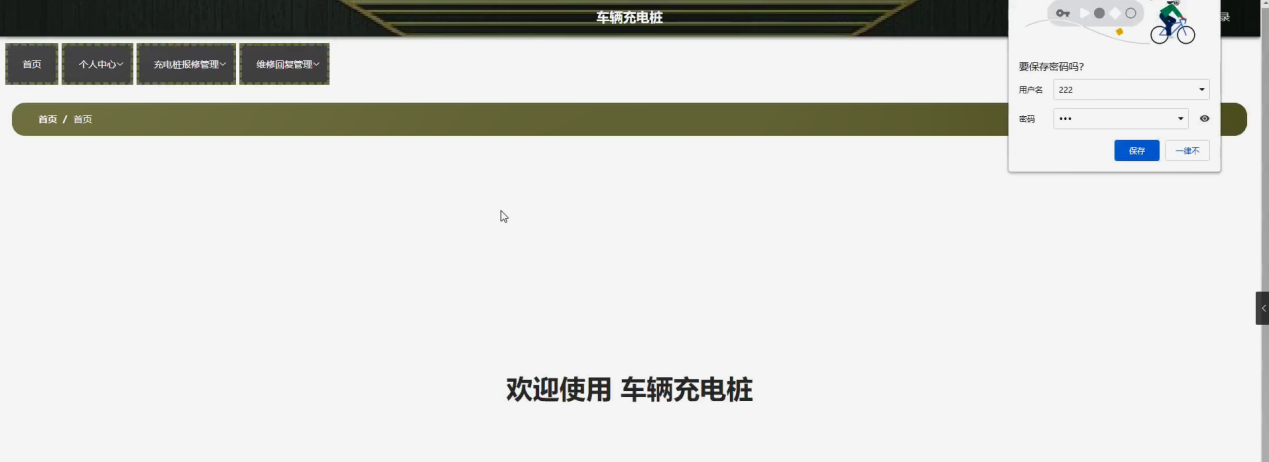 车辆充电桩
录
首页 个人中心 充电桩报修管理 维修回复管理
要保存密码吗?
用户名 222
密码 •••
保存 一律不
首页 / 首页
欢迎使用 车辆充电桩